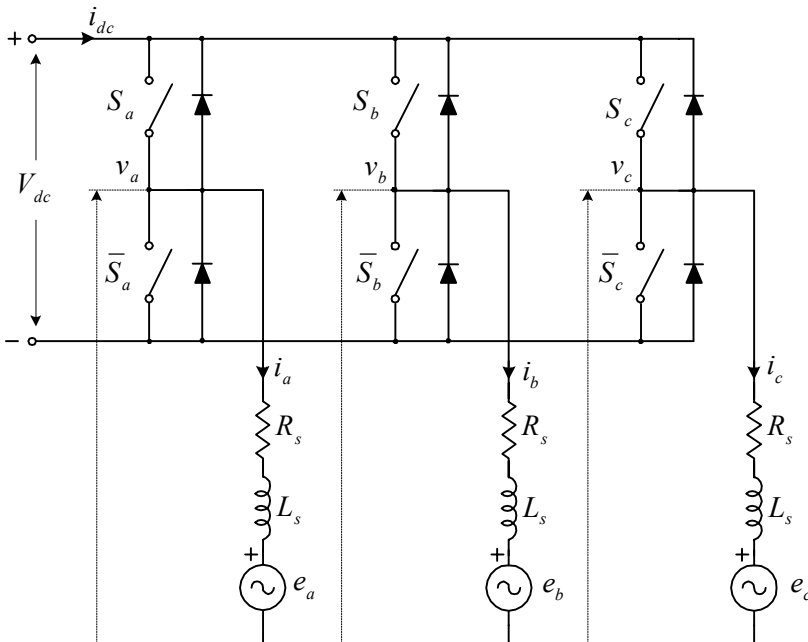 + i_dc
S_a S_b S_c
v_a v_b v_c
V_dc
S̅_a S̅_b S̅_c
-
i_a i_b i_c
R_s R_s R_s
L_s L_s L_s
+ + +
e_a e_b e_c